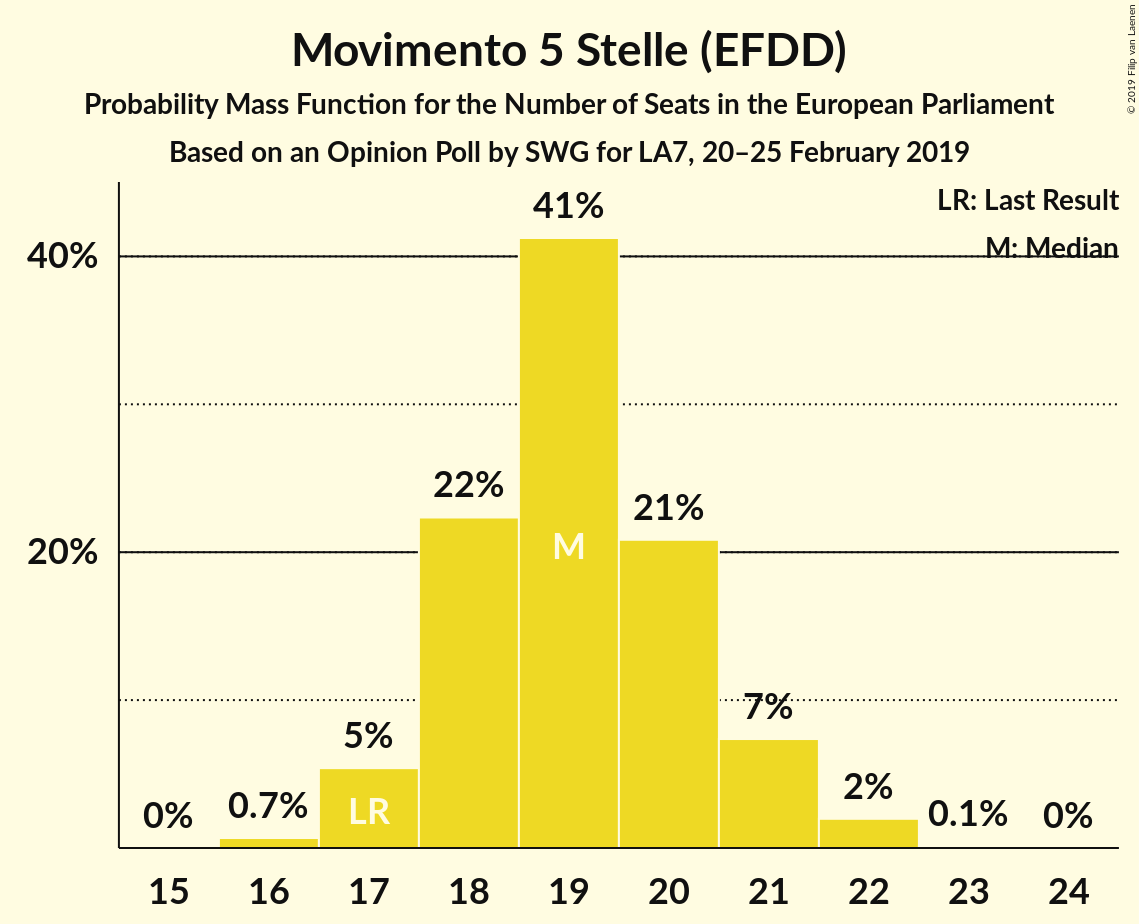 Movimento 5 Stelle (EFDD)
Probability Mass Function for the Number of Seats in the European Parliament
Based on an Opinion Poll by SWG for LA7, 20–25 February 2019
© 2019 Filip van Laenen
LR: Last Result
M: Median
40%
20%
0%
0.7%
5%
22%
41%
21%
7%
2%
0.1%
0%
LR
M
15 16 17 18 19 20 21 22 23 24